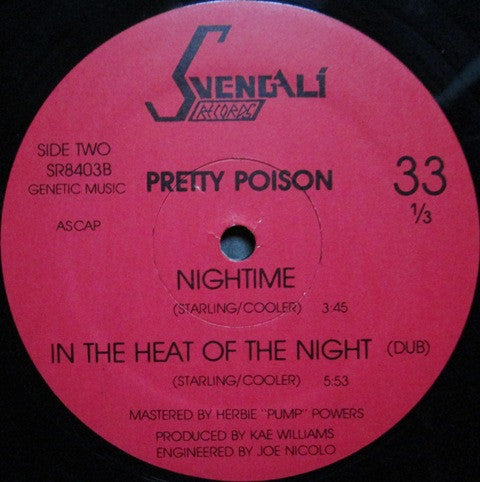 SVENGALI
RECORDS
SIDE TWO
SR8403B
GENETIC MUSIC
PRETTY POISON
33
1/3
ASCAP
NIGHTIME
(STARLING/COOLER) 3:45
IN THE HEAT OF THE NIGHT (DUB)
(STARLING/COOLER) 5:53
MASTERED BY HERBIE "PUMP" POWERS
PRODUCED BY KAE WILLIAMS
ENGINEERED BY JOE NICOLO